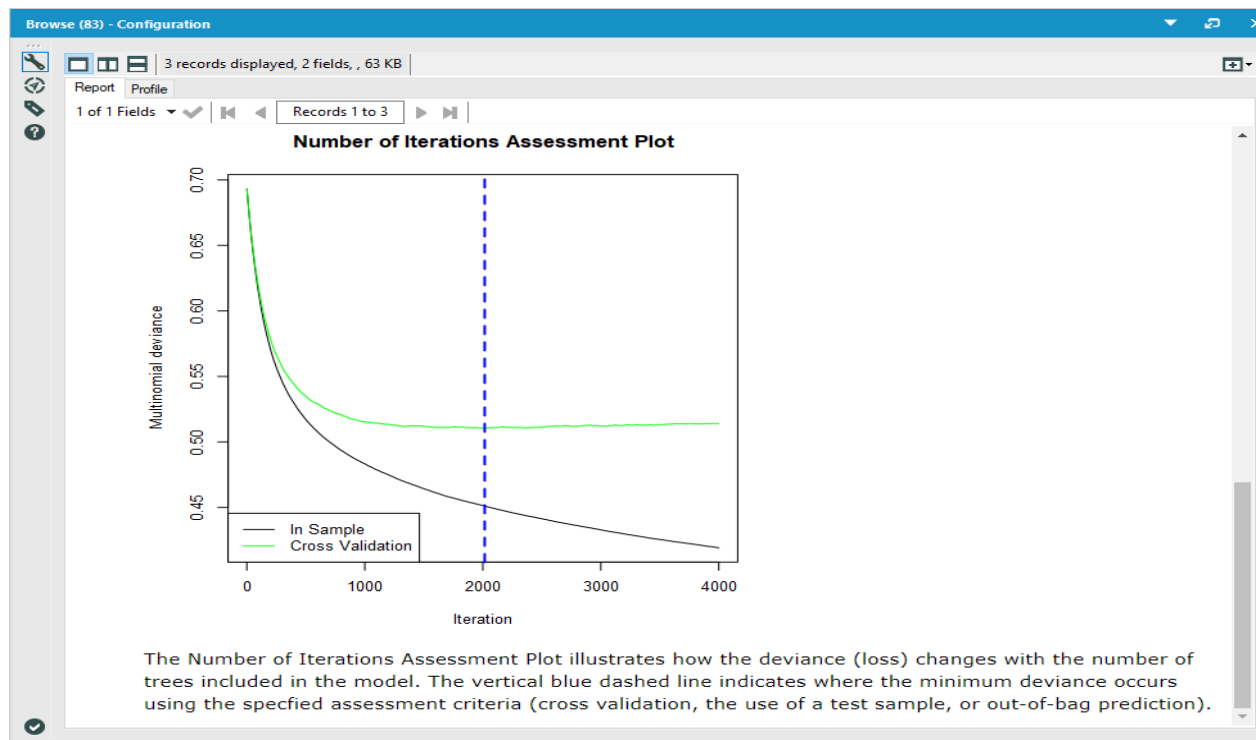 Browse (83) - Configuration
3 records displayed, 2 fields, , 63 KB
Report Profile
1 of 1 Fields Records 1 to 3
Number of Iterations Assessment Plot
0.70
0.65
0.60
0.55
0.50
0.45
Multinomial deviance
In Sample
Cross Validation
0 1000 2000 3000 4000
Iteration
The Number of Iterations Assessment Plot illustrates how the deviance (loss) changes with the number of
trees included in the model. The vertical blue dashed line indicates where the minimum deviance occurs
using the specfied assessment criteria (cross validation, the use of a test sample, or out-of-bag prediction).